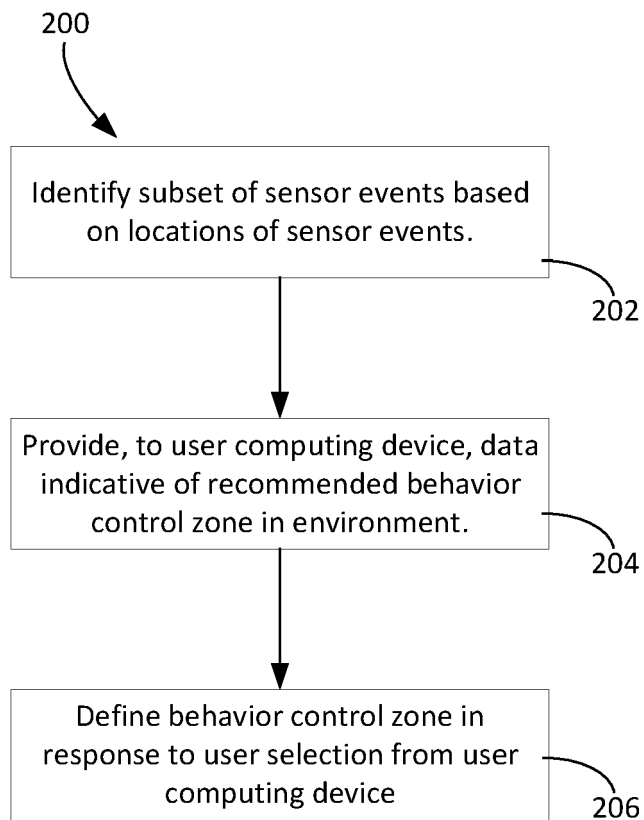 200
Identify subset of sensor events based
on locations of sensor events.
202
Provide, to user computing device, data
indicative of recommended behavior
control zone in environment.
204
Define behavior control zone in
response to user selection from user
computing device
206